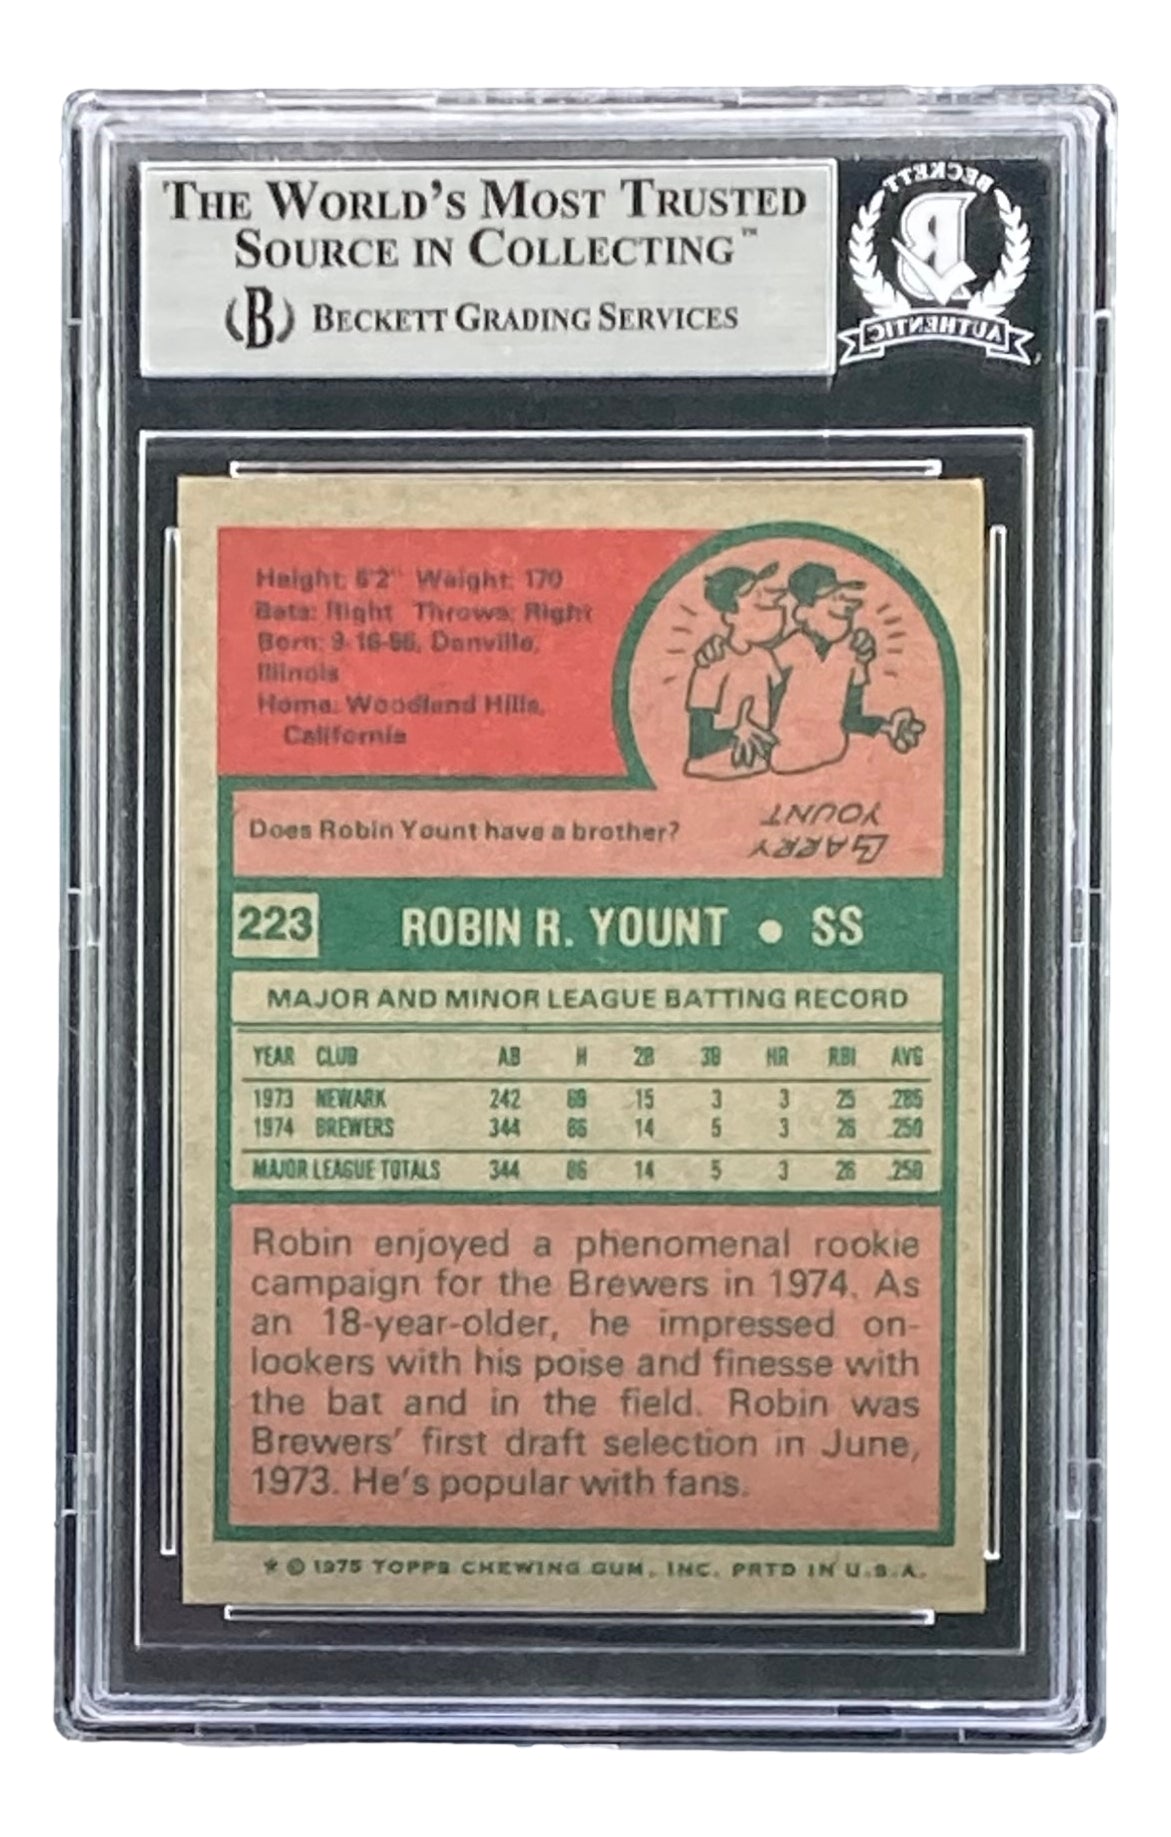 THE WORLD'S MOST TRUSTED
SOURCE IN COLLECTING™
(B) BECKETT GRADING SERVICES
BECKETT
B
AUTHENTIC
Height: 6'2" Weight: 170
Bats: Right Throws: Right
Born: 9-16-55, Danville,
Illinois
Home: Woodland Hills,
California
Does Robin Yount have a brother?
LARRY
YOUNT
223 ROBIN R. YOUNT • SS
MAJOR AND MINOR LEAGUE BATTING RECORD
YEAR CLUB AB H 2B 3B HR RBI AVG
1973 NEWARK 242 69 15 3 3 25 .285
1974 BREWERS 344 86 14 5 3 26 .250
MAJOR LEAGUE TOTALS 344 86 14 5 3 26 .250
Robin enjoyed a phenomenal rookie
campaign for the Brewers in 1974. As
an 18-year-older, he impressed on-
lookers with his poise and finesse with
the bat and in the field. Robin was
Brewers' first draft selection in June,
1973. He's popular with fans.
* © 1975 TOPPS CHEWING GUM, INC. PRTD IN U.S.A.